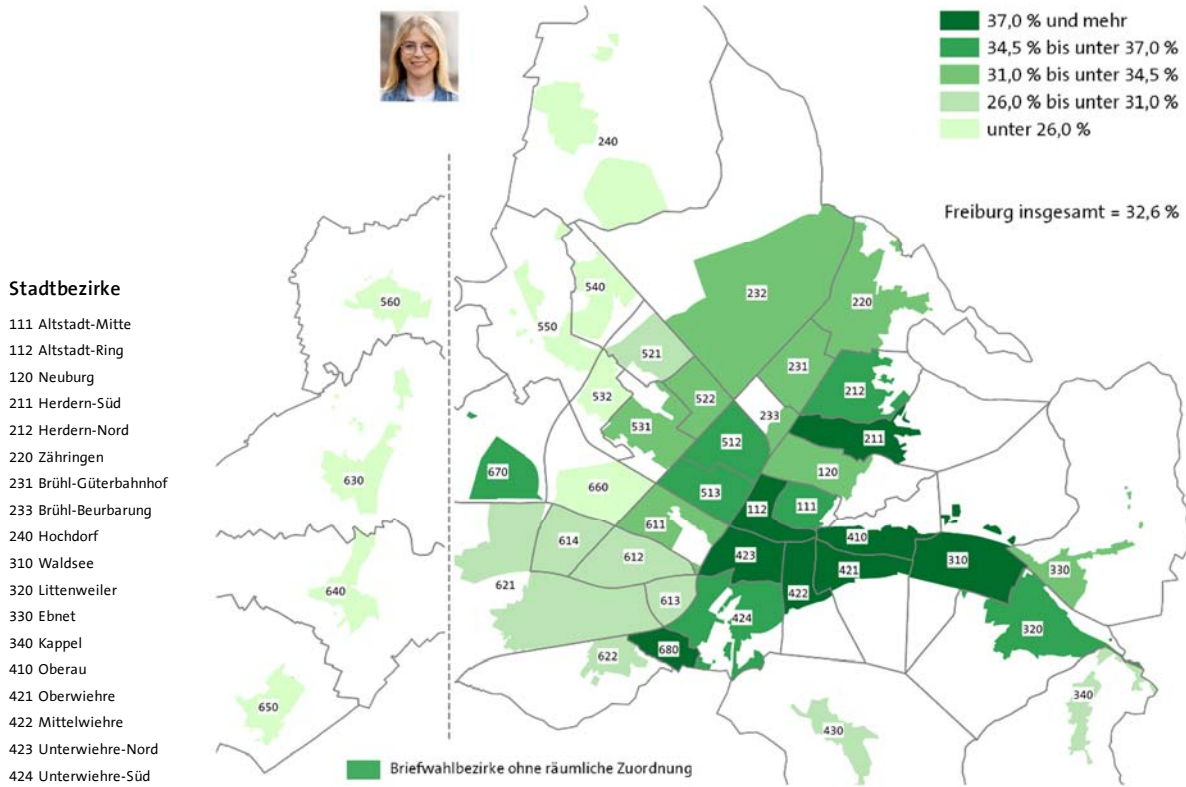 37,0 % und mehr
34,5 % bis unter 37,0 %
31,0 % bis unter 34,5 %
26,0 % bis unter 31,0 %
unter 26,0 %
Freiburg insgesamt = 32,6 %
Stadtbezirke
111 Altstadt-Mitte
112 Altstadt-Ring
120 Neuburg
211 Herdern-Süd
212 Herdern-Nord
220 Zähringen
231 Brühl-Güterbahnhof
233 Brühl-Beurbarung
240 Hochdorf
310 Waldsee
320 Littenweiler
330 Ebnet
340 Kappel
410 Oberau
421 Oberwiehre
422 Mittelwiehre
423 Unterwiehre-Nord
424 Unterwiehre-Süd
240
560
540
232
220
550
521
231
212
532
522
233
531
512
211
670
120
630
660
513
112
111
611
410
614
423
612
421
310
330
621
640
422
613
424
320
680
622
340
650
430
Briefwahlbezirke ohne räumliche Zuordnung